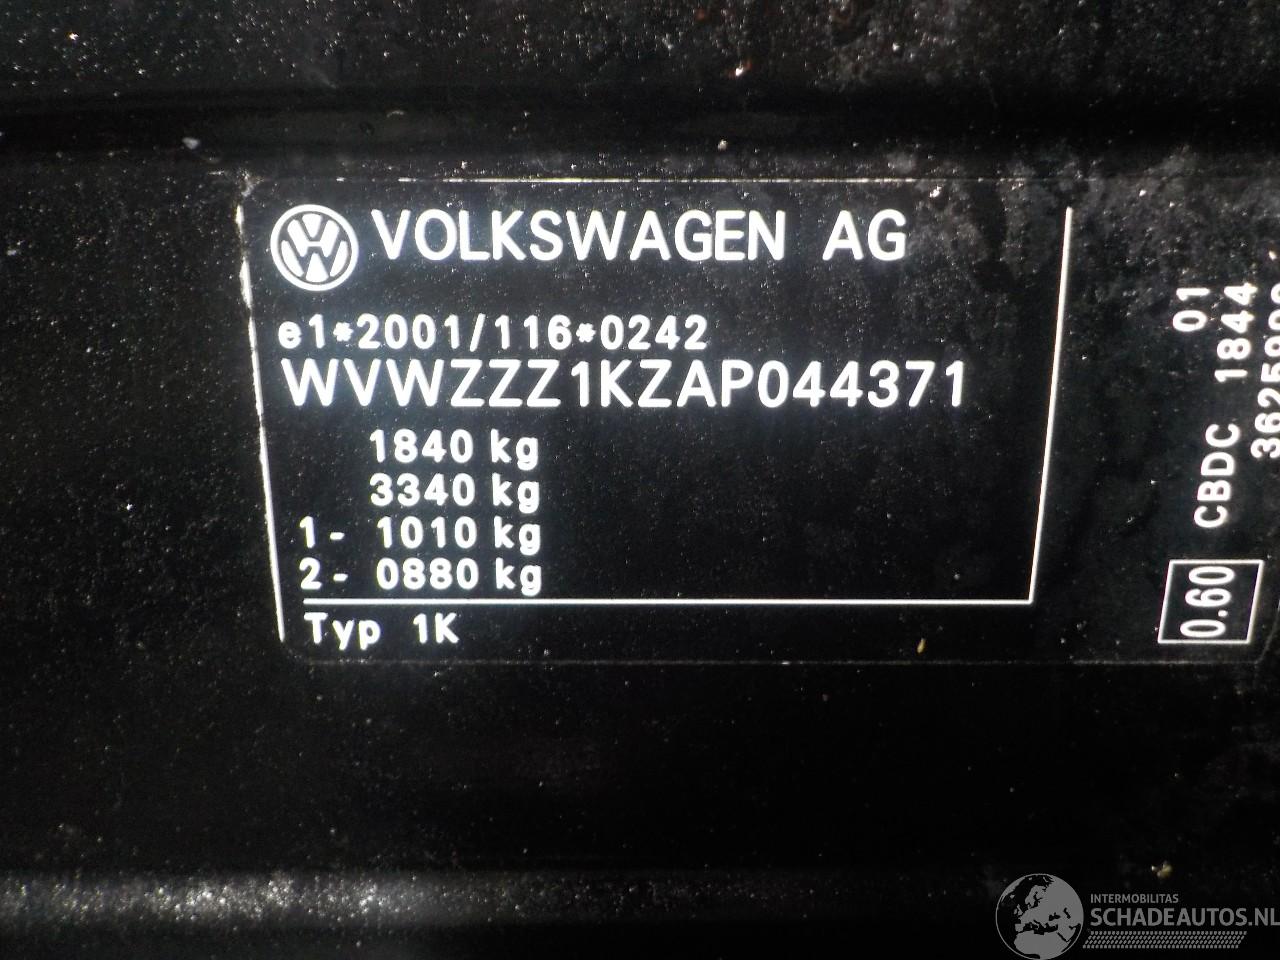 VOLKSWAGEN AG
e1*2001/116*0242
WVWZZZ1KZAP044371
1840 kg
3340 kg
1- 1010 kg
2- 0880 kg
Typ 1K
0.60 CBDC 1844
01
INTERMOBILITAS
SCHADEAUTOS.NL